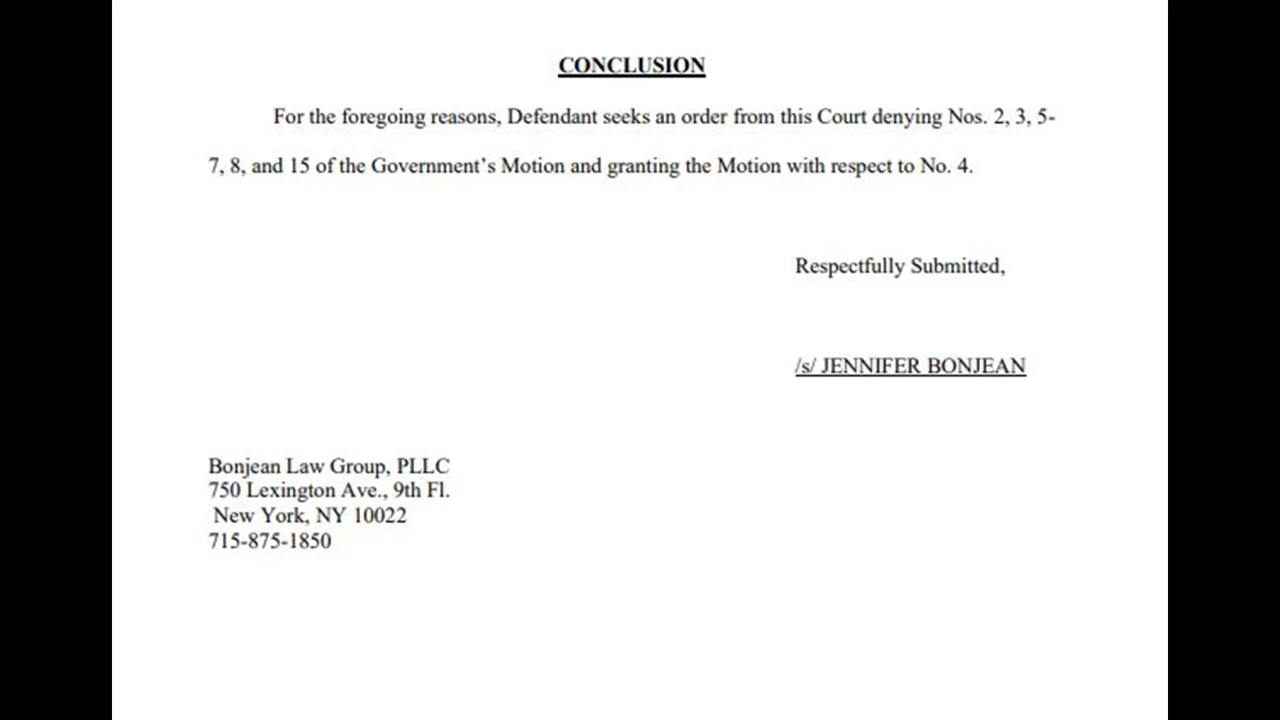 CONCLUSION
For the foregoing reasons, Defendant seeks an order from this Court denying Nos. 2, 3, 5-
7, 8, and 15 of the Government’s Motion and granting the Motion with respect to No. 4.
Respectfully Submitted,
/s/ JENNIFER BONJEAN
Bonjean Law Group, PLLC
750 Lexington Ave., 9th Fl.
New York, NY 10022
715-875-1850